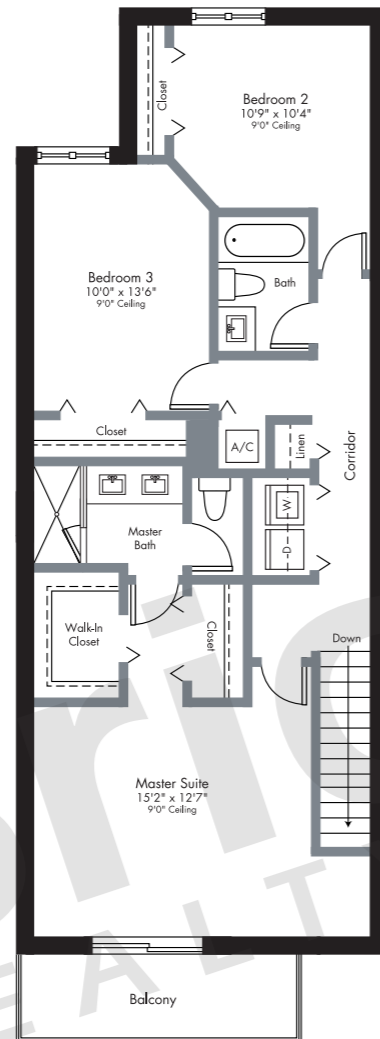 Closet
Bedroom 2
10'9" x 10'4"
9'0" Ceiling
Bedroom 3
10'0" x 13'6"
9'0" Ceiling
Bath
Closet
A/C
Linen
Corridor
W
D
Master
Bath
Walk-In
Closet
Closet
Down
Master Suite
15'2" x 12'7"
9'0" Ceiling
Balcony
oric
EALT